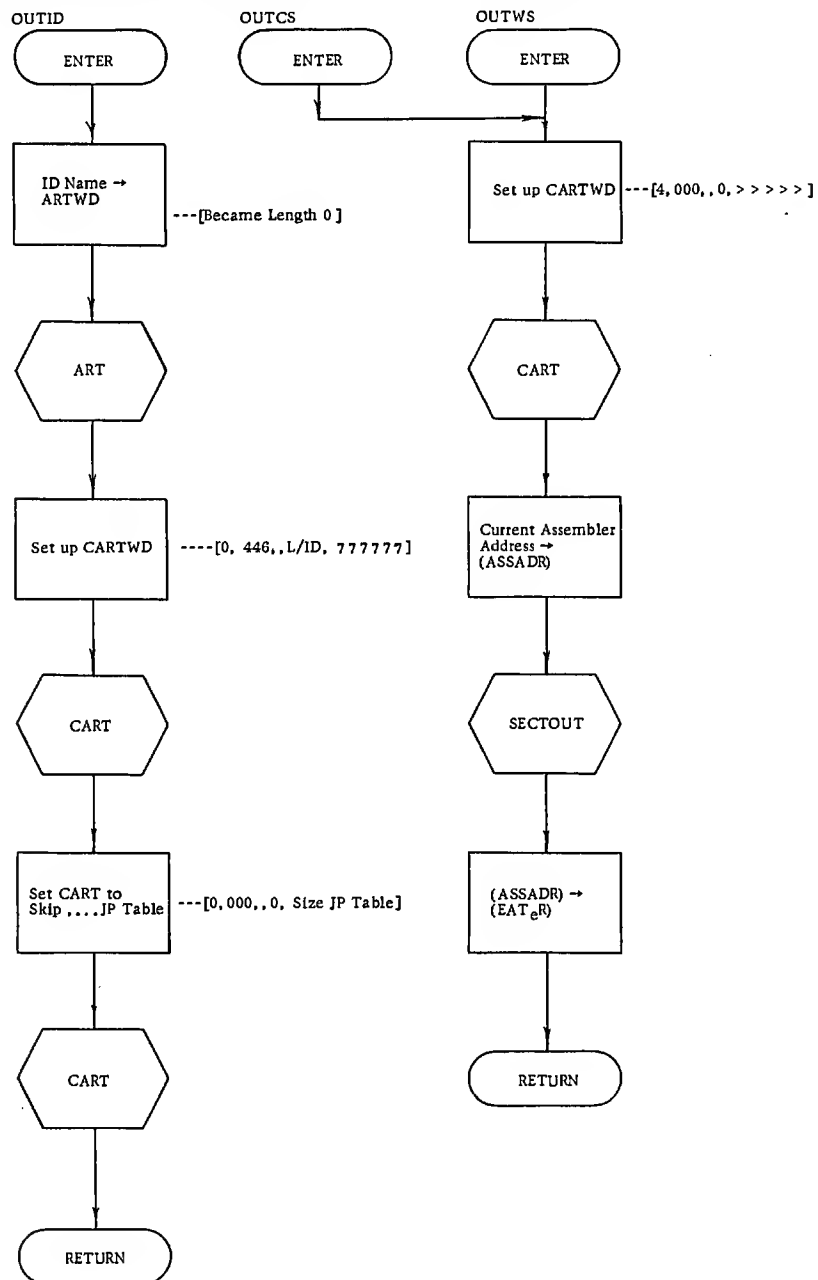 OUTID
ENTER
ID Name →
ARTWD
---[Became Length 0]
ART
Set up CARTWD
----[0, 446,,L/ID, 777777]
CART
Set CART to
Skip ,...JP Table
---[0,000,,0, Size JP Table]
CART
RETURN
OUTCS
ENTER
OUTWS
ENTER
Set up CARTWD
---[4,000,,0,>>>>>]
CART
Current Assembler
Address →
(ASSADR)
SECTOUT
(ASSADR) →
(EATeR)
RETURN